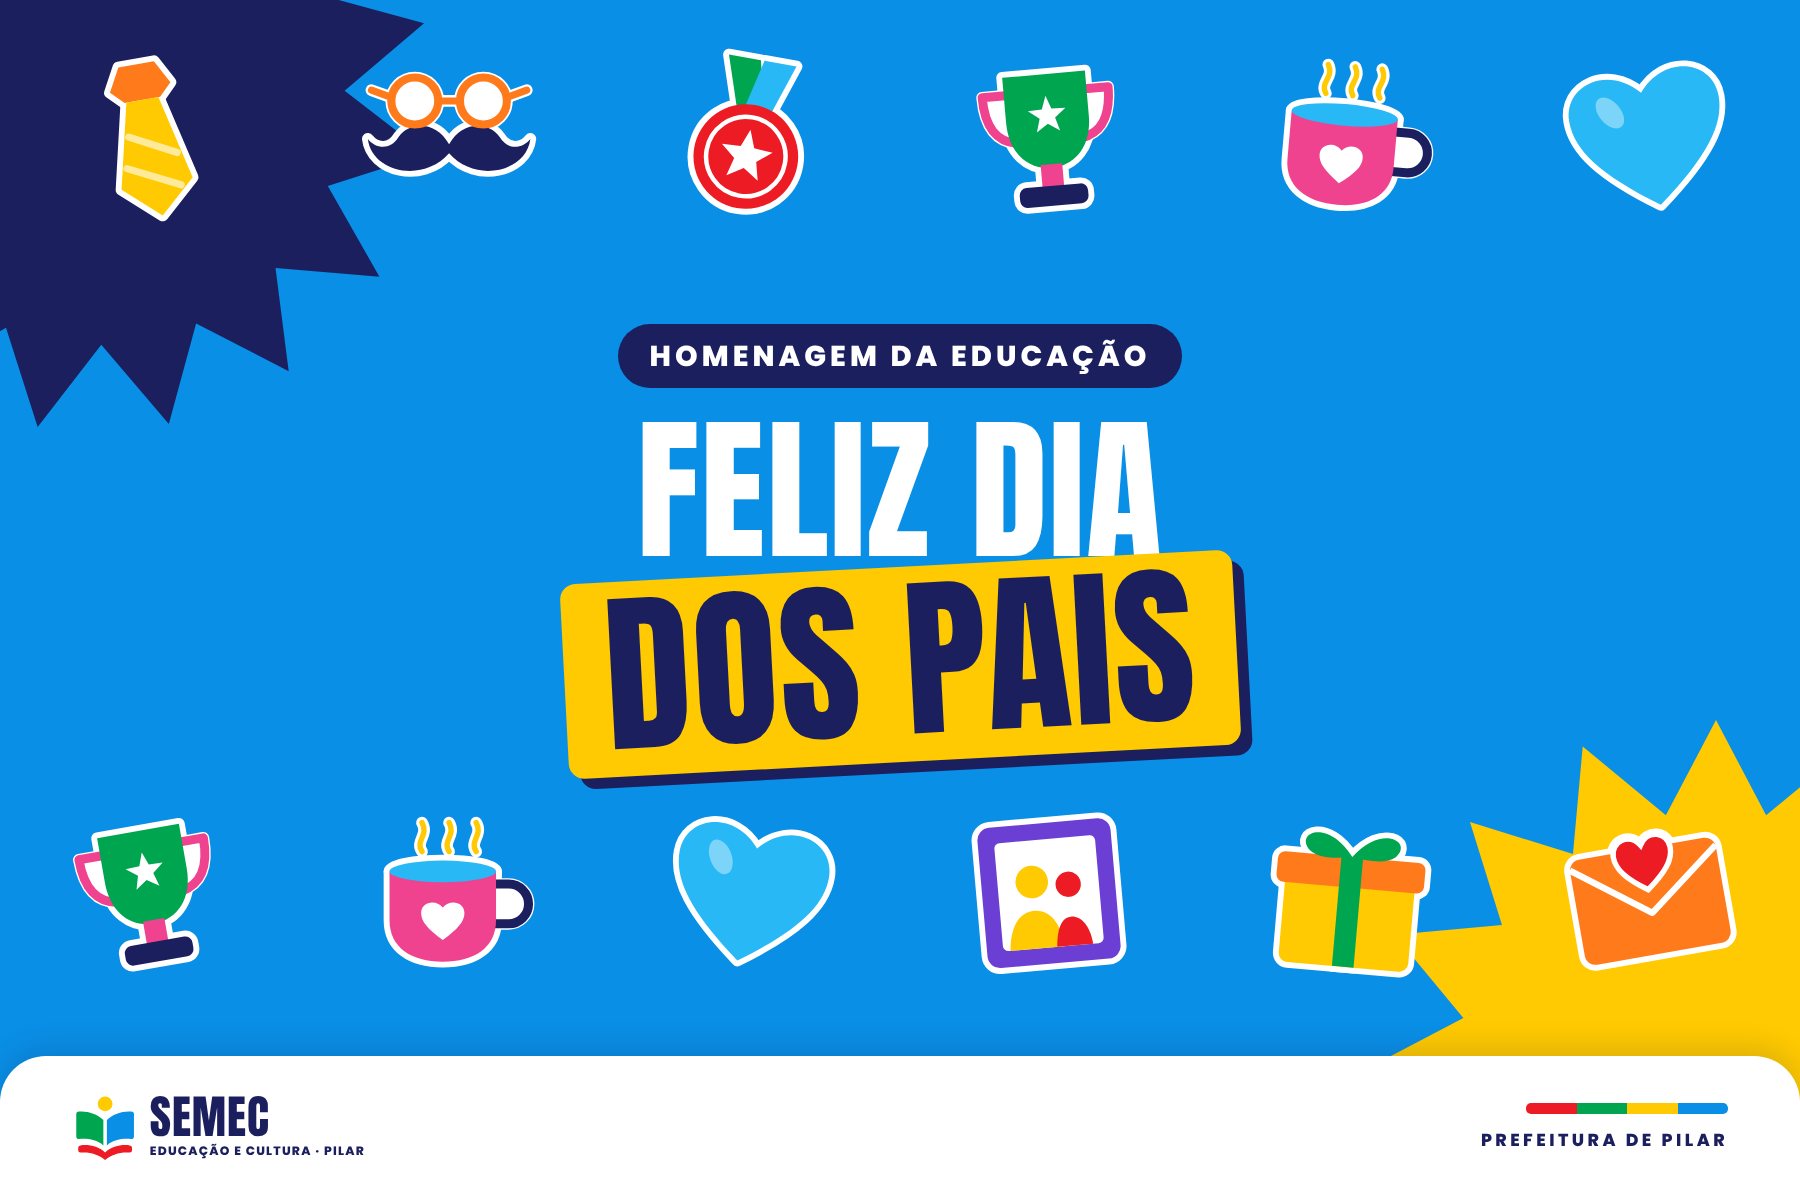 HOMENAGEM DA EDUCAÇÃO
FELIZ DIA
DOS PAIS
SEMEC
EDUCAÇÃO E CULTURA · PILAR
PREFEITURA DE PILAR